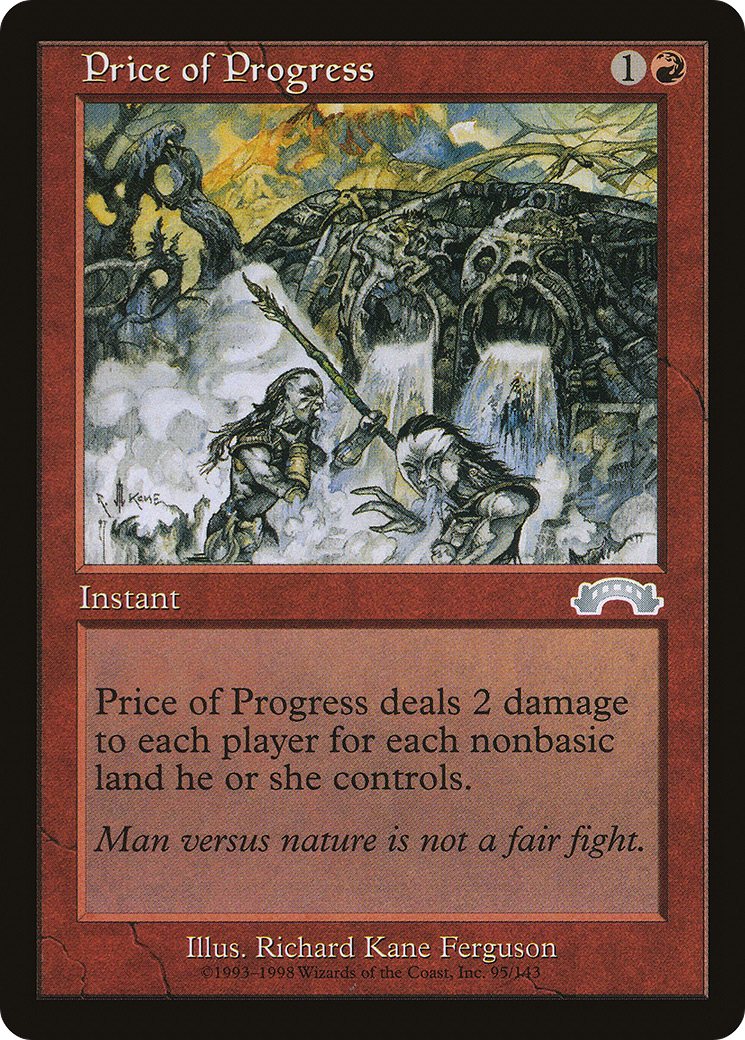 Price of Progress 1
R. Kane
97
Instant
Price of Progress deals 2 damage
to each player for each nonbasic
land he or she controls.
Man versus nature is not a fair fight.
Illus. Richard Kane Ferguson
©1993–1998 Wizards of the Coast, Inc. 95/143